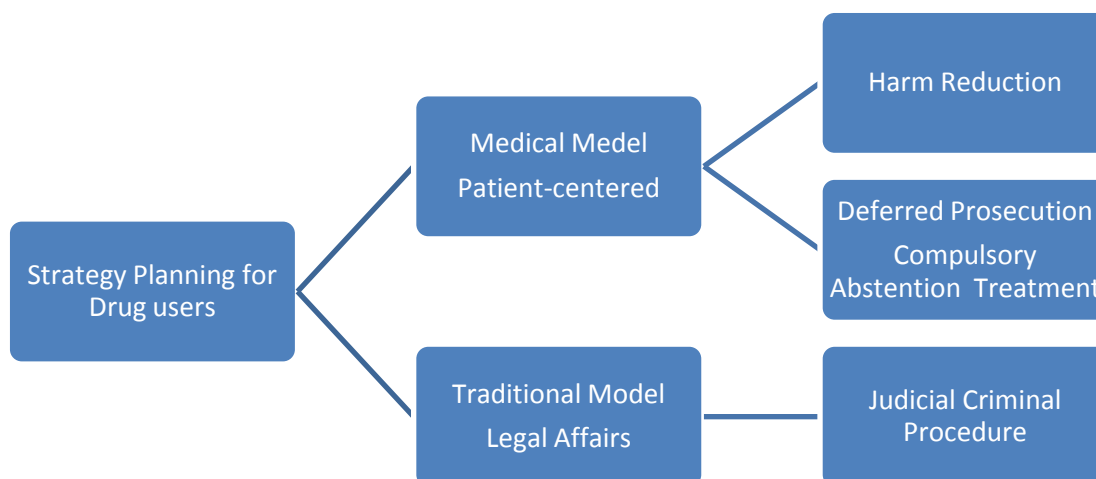 Strategy Planning for
Drug users
Medical Medel
Patient-centered
Traditional Model
Legal Affairs
Harm Reduction
Deferred Prosecution
Compulsory
Abstention Treatment
Judicial Criminal
Procedure